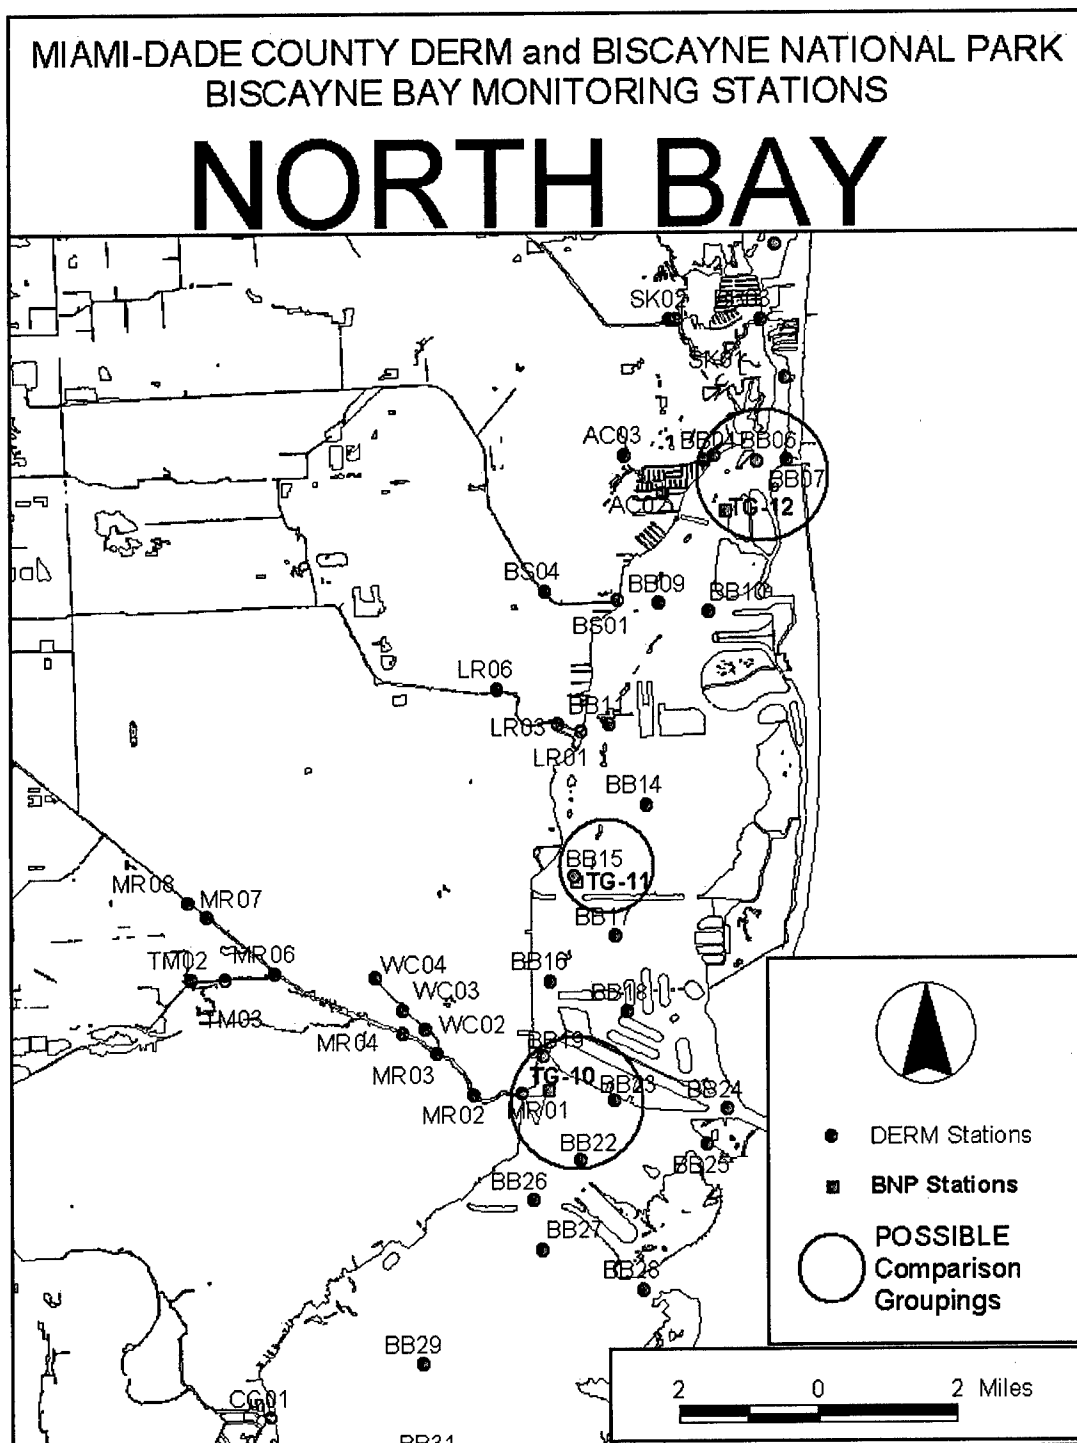 MIAMI-DADE COUNTY DERM and BISCAYNE NATIONAL PARK
BISCAYNE BAY MONITORING STATIONS
NORTH BAY
SK02
SK01
AC03
BB04
BB06
BB07
AC02
TG-12
BS04
BB09
BB10
BS01
LR06
BB11
LR03
LR01
BB14
BB15
TG-11
MR08
MR07
BB17
TM02
MR06
WC04
BB16
WC03
BB18
TM03
WC02
MR04
BB19
MR03
TG-10
BB23
BB24
MR02
MR01
BB22
BB25
BB26
BB27
BB28
BB29
CG01
BB31
DERM Stations
BNP Stations
POSSIBLE
Comparison
Groupings
2 0 2 Miles